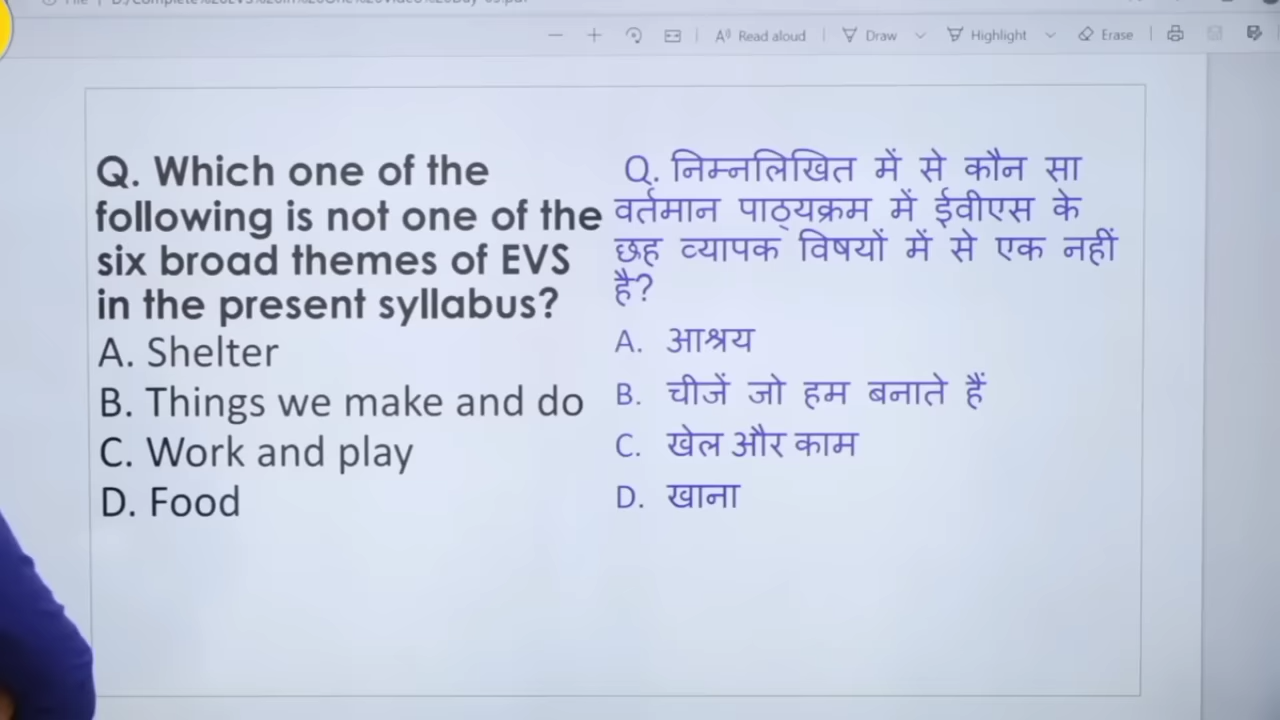 Read aloud
Draw
Highlight
Erase
Q. Which one of the
following is not one of the
six broad themes of EVS
in the present syllabus?
A. Shelter
B. Things we make and do
C. Work and play
D. Food
Q. निम्नलिखित में से कौन सा
वर्तमान पाठ्यक्रम में ईवीएस के
छह व्यापक विषयों में से एक नहीं
है?
A. आश्रय
B. चीजें जो हम बनाते हैं
C. खेल और काम
D. खाना